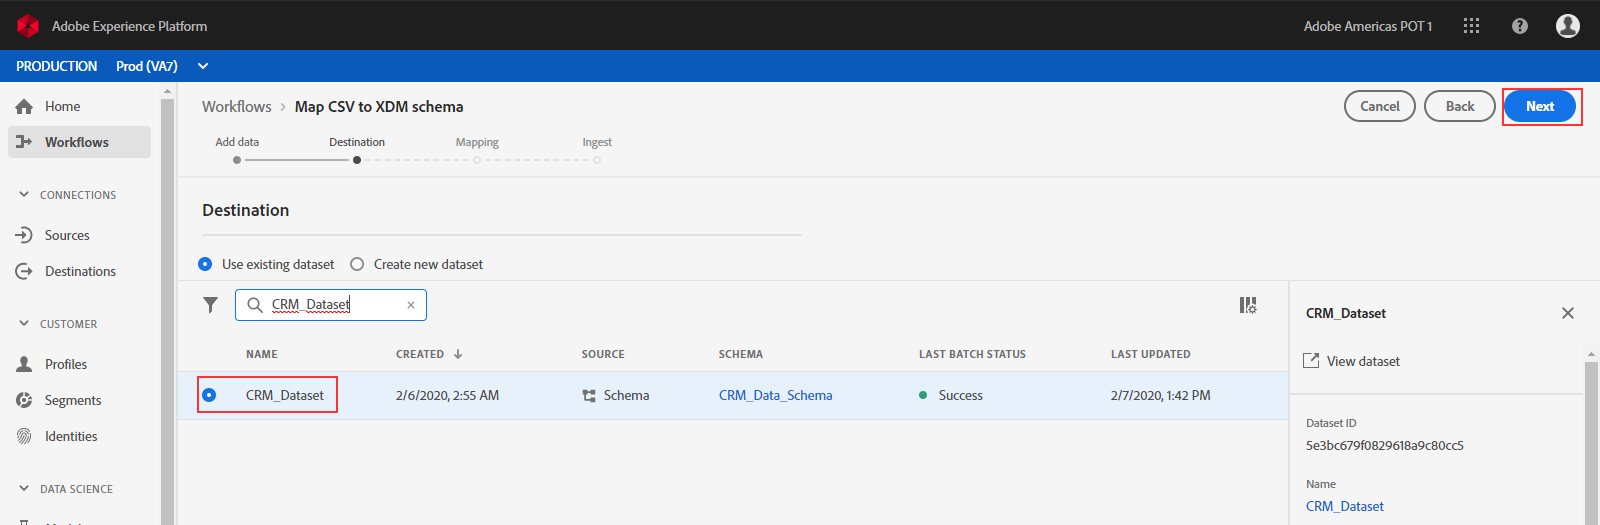 Adobe Experience Platform
Adobe Americas POT 1
PRODUCTION Prod (VA7)
Home
Workflows
CONNECTIONS
Sources
Destinations
CUSTOMER
Profiles
Segments
Identities
DATA SCIENCE
Workflows > Map CSV to XDM schema
Cancel Back Next
Add data Destination Mapping Ingest
Destination
Use existing dataset Create new dataset
CRM_Dataset
NAME CREATED SOURCE SCHEMA LAST BATCH STATUS LAST UPDATED
CRM_Dataset 2/6/2020, 2:55 AM Schema CRM_Data_Schema Success 2/7/2020, 1:42 PM
CRM_Dataset
View dataset
Dataset ID
5e3bc679f0829618a9c80cc5
Name
CRM_Dataset